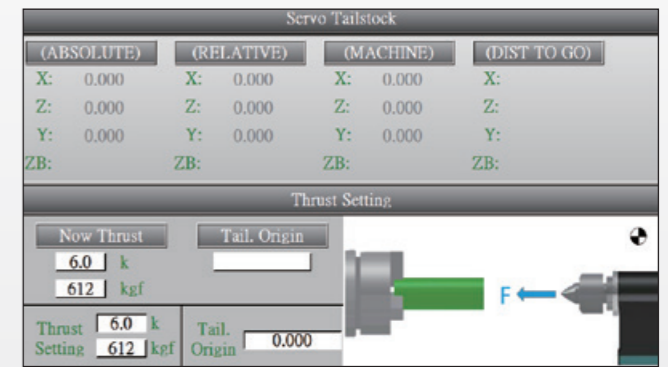 Servo Tailstock
(ABSOLUTE) (RELATIVE) (MACHINE) (DIST TO GO)
X: 0.000 X: 0.000 X: 0.000 X:
Z: 0.000 Z: 0.000 Z: 0.000 Z:
Y: 0.000 Y: 0.000 Y: 0.000 Y:
ZB: ZB: ZB: ZB:
Thrust Setting
Now Thrust Tail. Origin
6.0 k
612 kgf
F
Thrust Setting 6.0 k
612 kgf
Tail. Origin 0.000